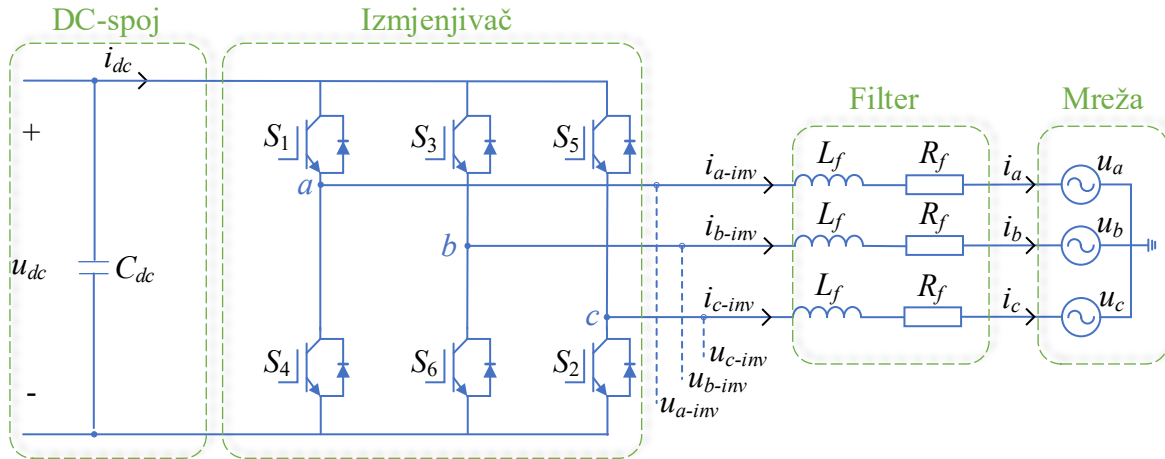 DC-spoj
Izmjenjivač
Filter
Mreža
i_dc
+
u_dc
C_dc
-
S_1
S_3
S_5
a
b
c
S_4
S_6
S_2
i_a-inv
L_f
R_f
i_a
u_a
i_b-inv
L_f
R_f
i_b
u_b
i_c-inv
L_f
R_f
i_c
u_c
u_c-inv
u_b-inv
u_a-inv